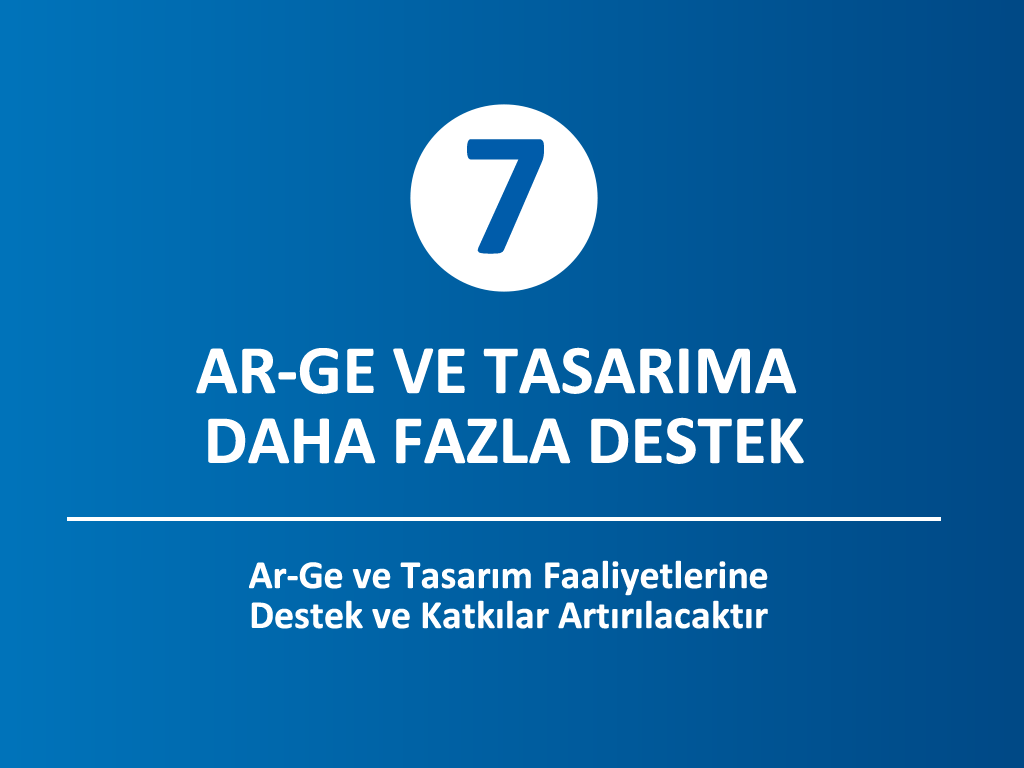 7
AR-GE VE TASARIMA
DAHA FAZLA DESTEK
Ar-Ge ve Tasarım Faaliyetlerine
Destek ve Katkılar Artırılacaktır